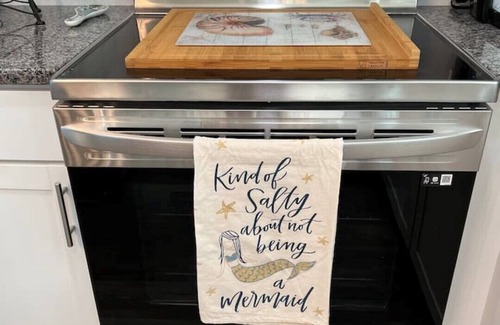 Kind of
Salty
about not
being
a
mermaid